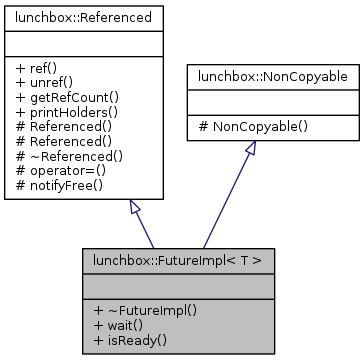 lunchbox::Referenced
+ ref()
+ unref()
+ getRefCount()
+ printHolders()
# Referenced()
# Referenced()
# ~Referenced()
# operator=()
# notifyFree()
lunchbox::NonCopyable
# NonCopyable()
lunchbox::FutureImpl< T >
+ ~FutureImpl()
+ wait()
+ isReady()